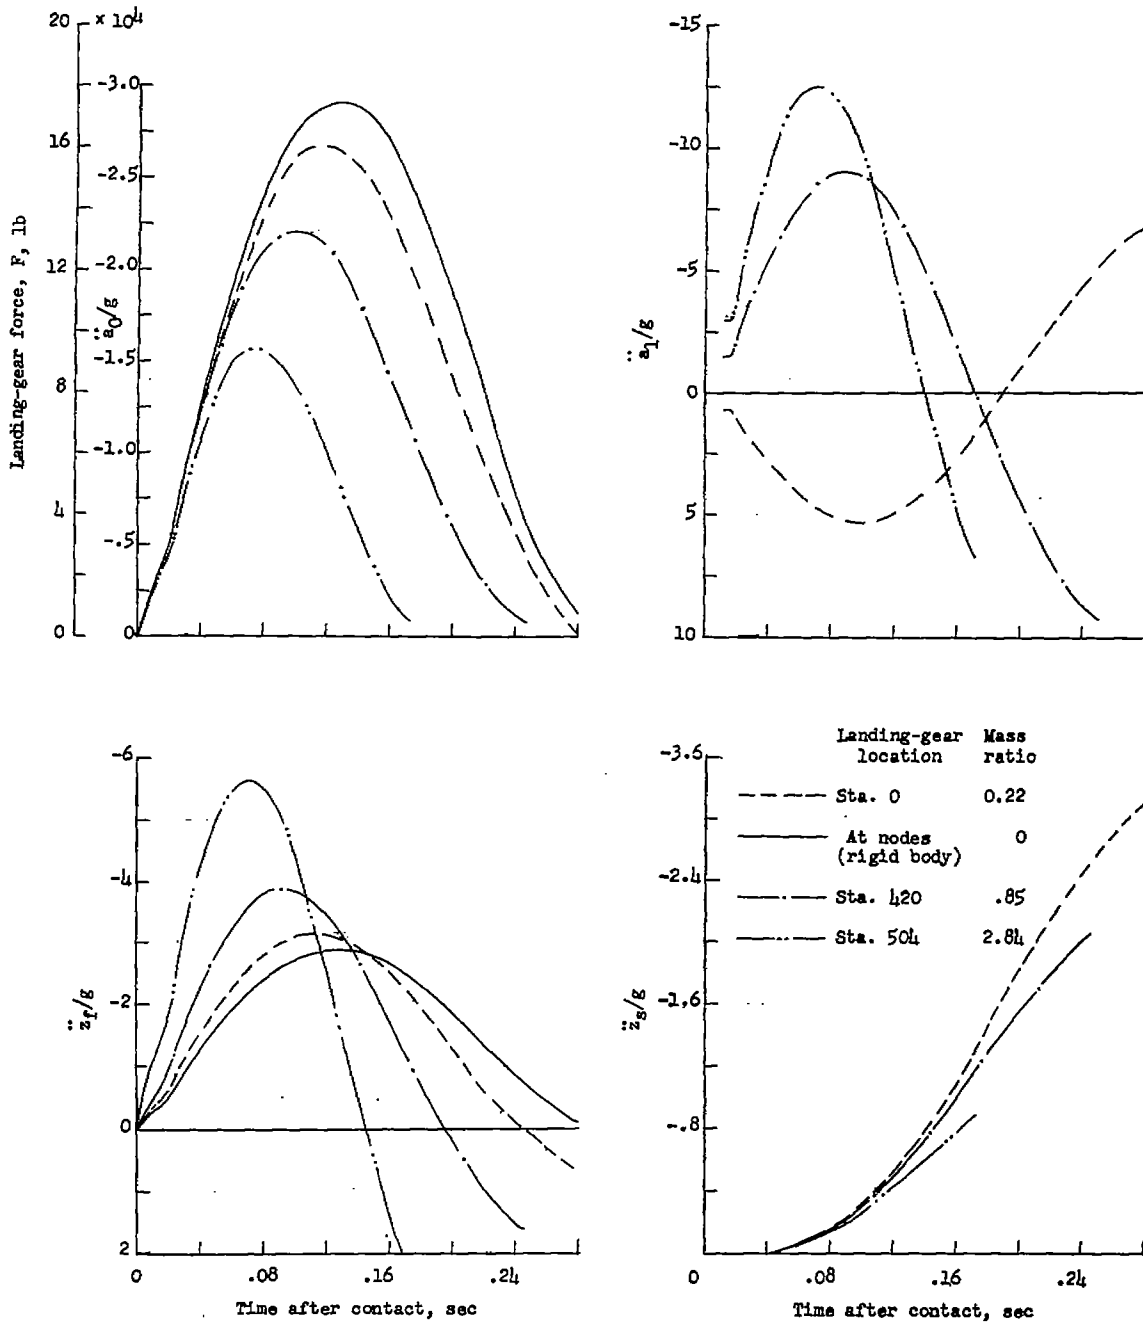 20
× 10⁴
16
12
8
4
0
-3.0
-2.5
-2.0
-1.5
-1.0
-.5
0
Landing-gear force, F, lb
ä₀/g
-15
-10
-5
0
5
10
ä₁/g
-6
-4
-2
0
2
z̈f/g
0
.08
.16
.24
Time after contact, sec
-3.6
-2.4
-1.6
-.8
z̈s/g
Landing-gear Mass
location ratio
Sta. 0 0.22
At nodes 0
(rigid body)
Sta. 420 .85
Sta. 504 2.84
0
.08
.16
.24
Time after contact, sec